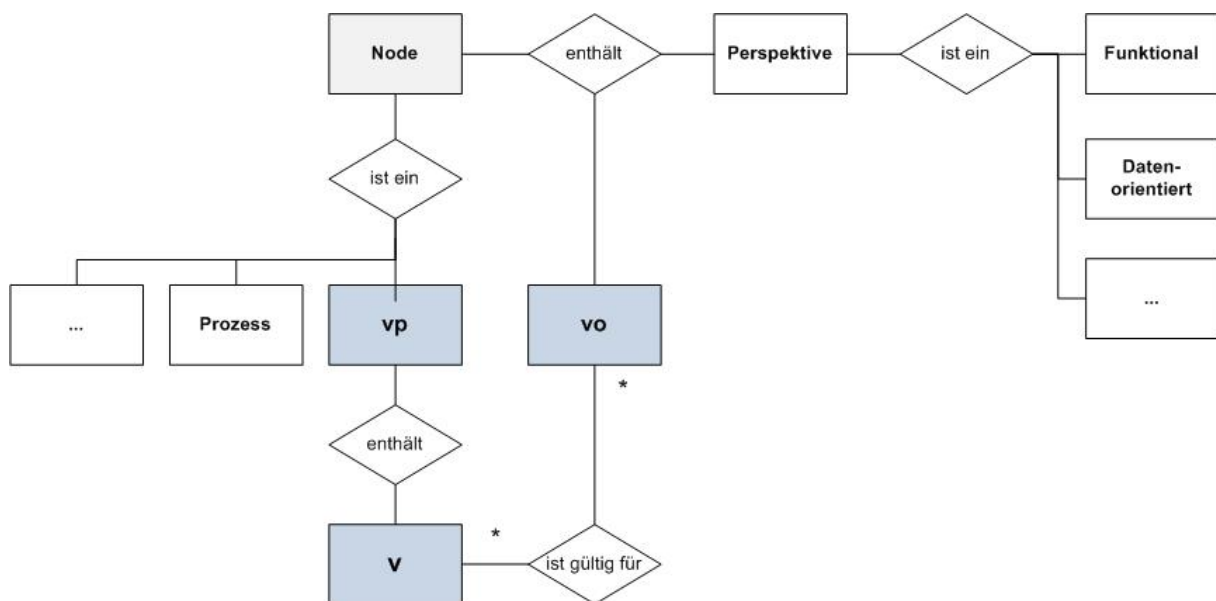 Node
enthält
Perspektive
ist ein
Funktional
ist ein
Daten-
orientiert
...
Prozess
vp
vo
...
*
enthält
*
v
ist gültig für